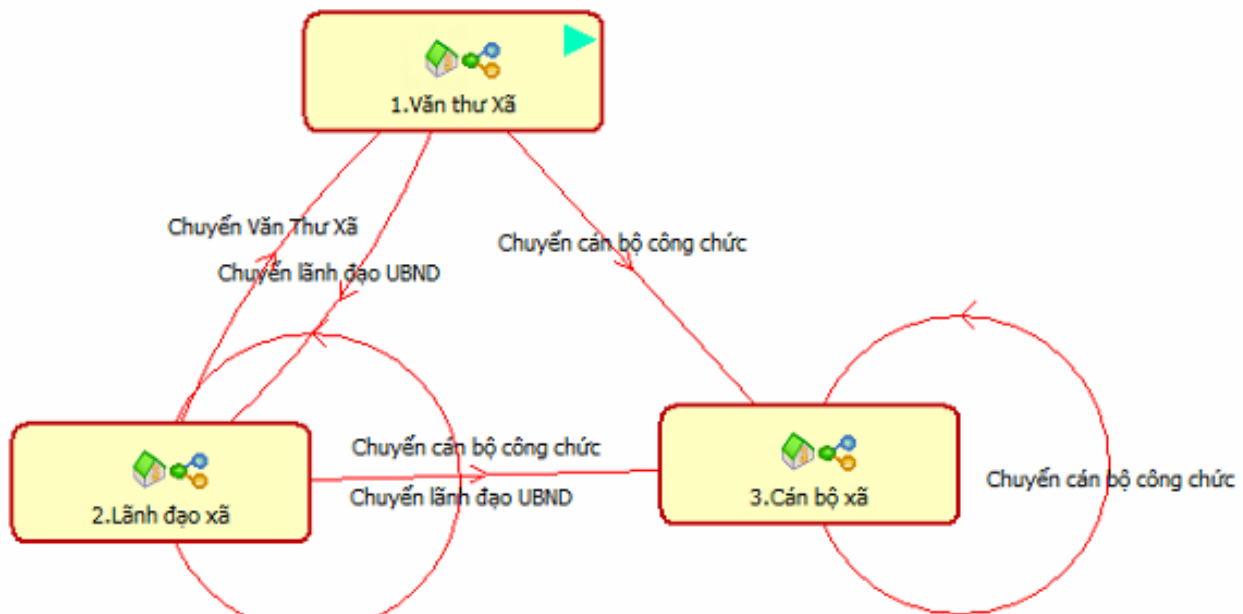 1.Văn thư Xã
Chuyển Văn Thư Xã
Chuyển cán bộ công chức
Chuyển lãnh đạo UBND
Chuyển cán bộ công chức
Chuyển lãnh đạo UBND
2.Lãnh đạo xã
3.Cán bộ xã
Chuyển cán bộ công chức